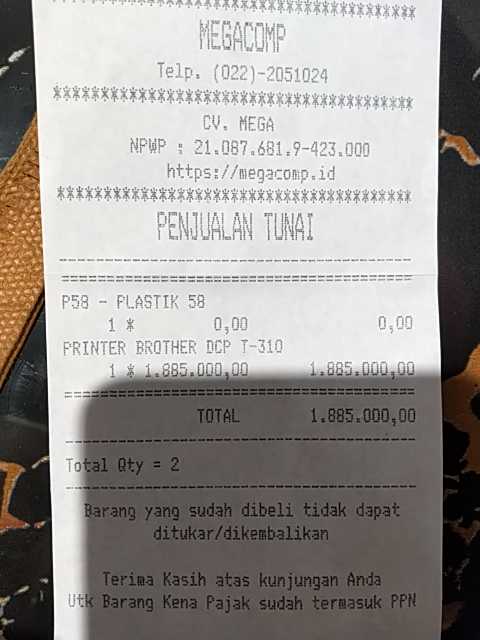 ****************************************
MEGACOMP
Telp. (022)-2051024
****************************************
CV. MEGA
NPWP : 21.087.681.9-423.000
https://megacomp.id
****************************************
PENJUALAN TUNAI
----------------------------------------
========================================
P58 - PLASTIK 58
1 * 0,00 0,00
PRINTER BROTHER DCP T-310
1 * 1.885.000,00 1.885.000,00
========================================
TOTAL 1.885.000,00
----------------------------------------
Total Qty = 2
----------------------------------------
Barang yang sudah dibeli tidak dapat
ditukar/dikembalikan
Terima Kasih atas kunjungan Anda
Utk Barang Kena Pajak sudah termasuk PPN